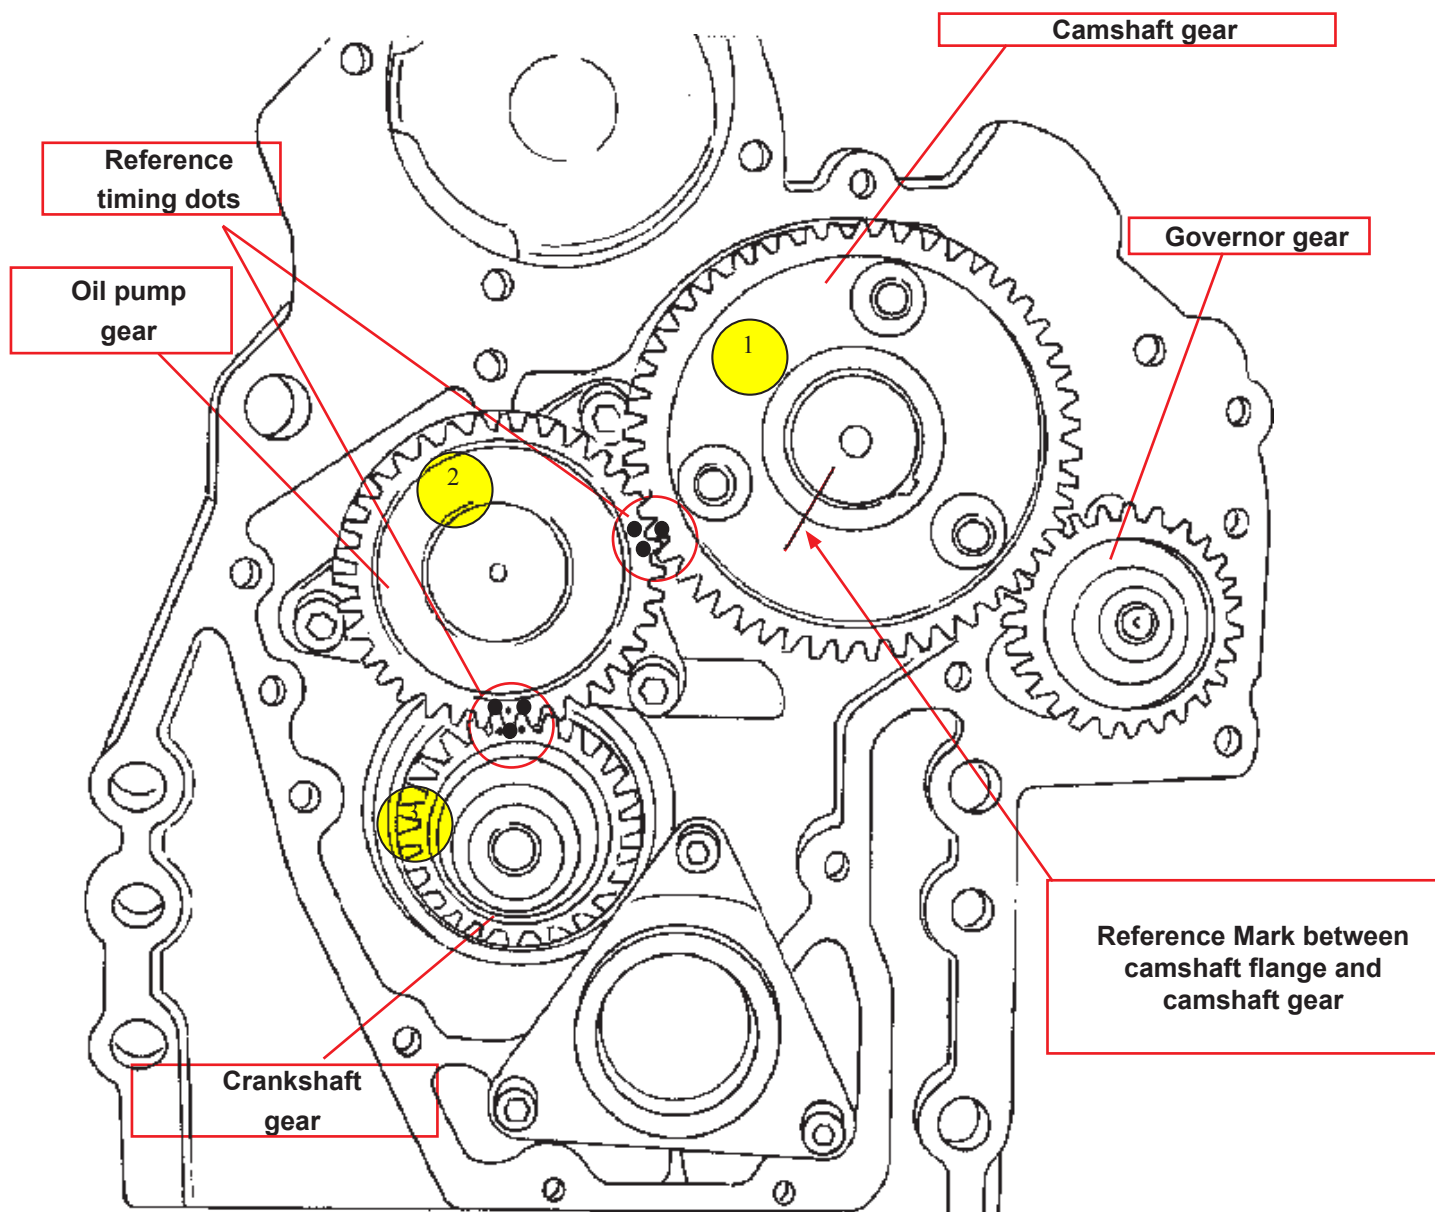 Camshaft gear
Reference
timing dots
Governor gear
Oil pump
gear
1
2
3
Reference Mark between
camshaft flange and
camshaft gear
Crankshaft
gear